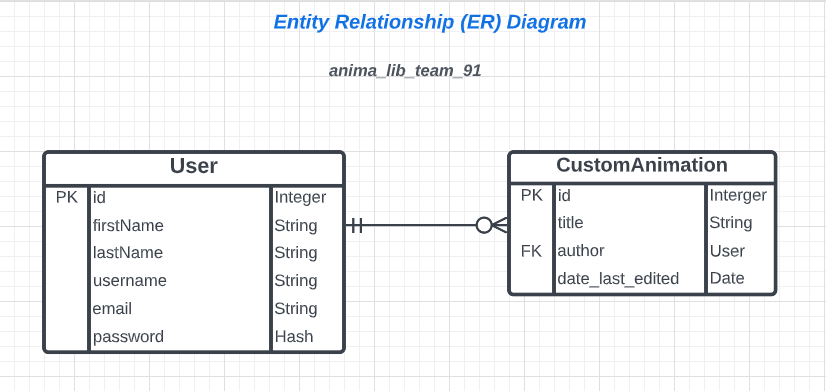 Entity Relationship (ER) Diagram
anima_lib_team_91
User
PK id Integer
firstName String
lastName String
username String
email String
password Hash
CustomAnimation
PK id Interger
title String
FK author User
date_last_edited Date